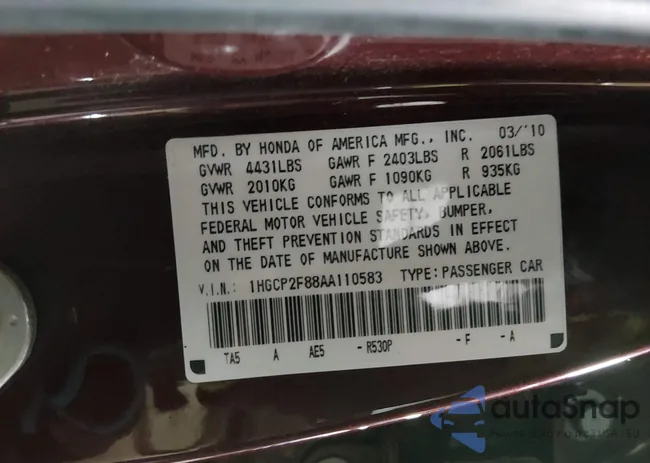 MFD. BY HONDA OF AMERICA MFG., INC. 03/'10
GVWR 4431LBS GAWR F 2403LBS R 2061LBS
GVWR 2010KG GAWR F 1090KG R 935KG
THIS VEHICLE CONFORMS TO ALL APPLICABLE
FEDERAL MOTOR VEHICLE SAFETY, BUMPER,
AND THEFT PREVENTION STANDARDS IN EFFECT
ON THE DATE OF MANUFACTURE SHOWN ABOVE.
V.I.N.: 1HGCP2F88AA110583 TYPE: PASSENGER CAR
TA5 A AE5 -R530P -F -A
autoSnap